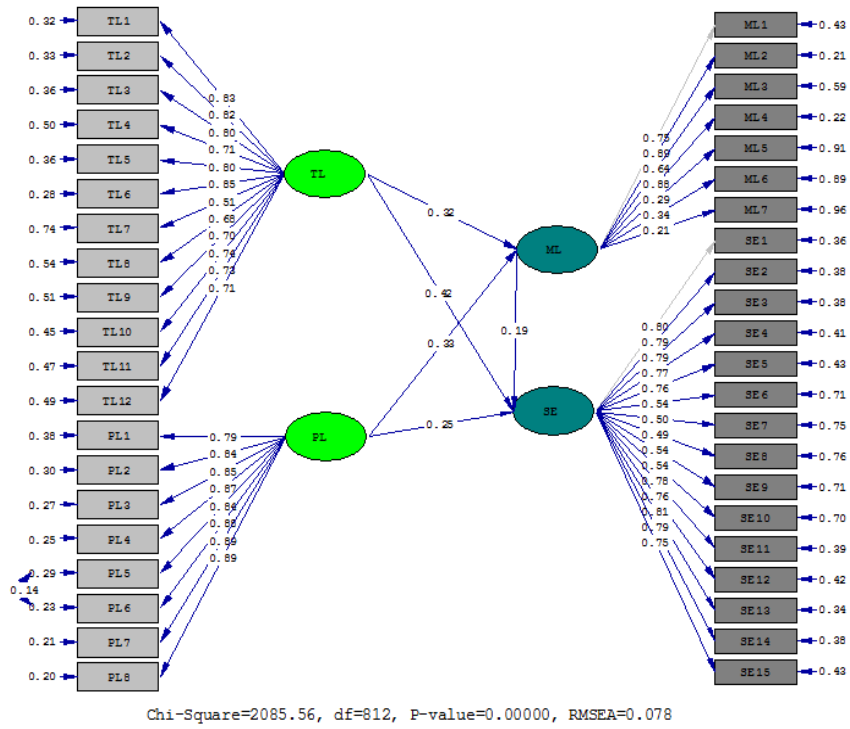 0.32 TL1
0.33 TL2
0.36 TL3
0.50 TL4
0.36 TL5
0.28 TL6
0.74 TL7
0.54 TL8
0.51 TL9
0.45 TL10
0.47 TL11
0.49 TL12
0.38 PL1
0.30 PL2
0.27 PL3
0.25 PL4
0.29 PL5
0.14
0.23 PL6
0.21 PL7
0.20 PL8
0.83
0.82
0.80
0.71
0.80
0.85
0.51
0.68
0.70
0.74
0.73
0.71
0.79
0.84
0.85
0.87
0.84
0.88
0.89
0.89
TL
PL
0.32
0.42
0.33
0.25
0.19
ML
SE
0.75
0.89
0.64
0.88
0.29
0.34
0.21
0.80
0.79
0.79
0.77
0.76
0.54
0.50
0.49
0.54
0.54
0.78
0.76
0.81
0.79
0.75
ML1 0.43
ML2 0.21
ML3 0.59
ML4 0.22
ML5 0.91
ML6 0.89
ML7 0.96
SE1 0.36
SE2 0.38
SE3 0.38
SE4 0.41
SE5 0.43
SE6 0.71
SE7 0.75
SE8 0.76
SE9 0.71
SE10 0.70
SE11 0.39
SE12 0.42
SE13 0.34
SE14 0.38
SE15 0.43
Chi-Square=2085.56, df=812, P-value=0.00000, RMSEA=0.078